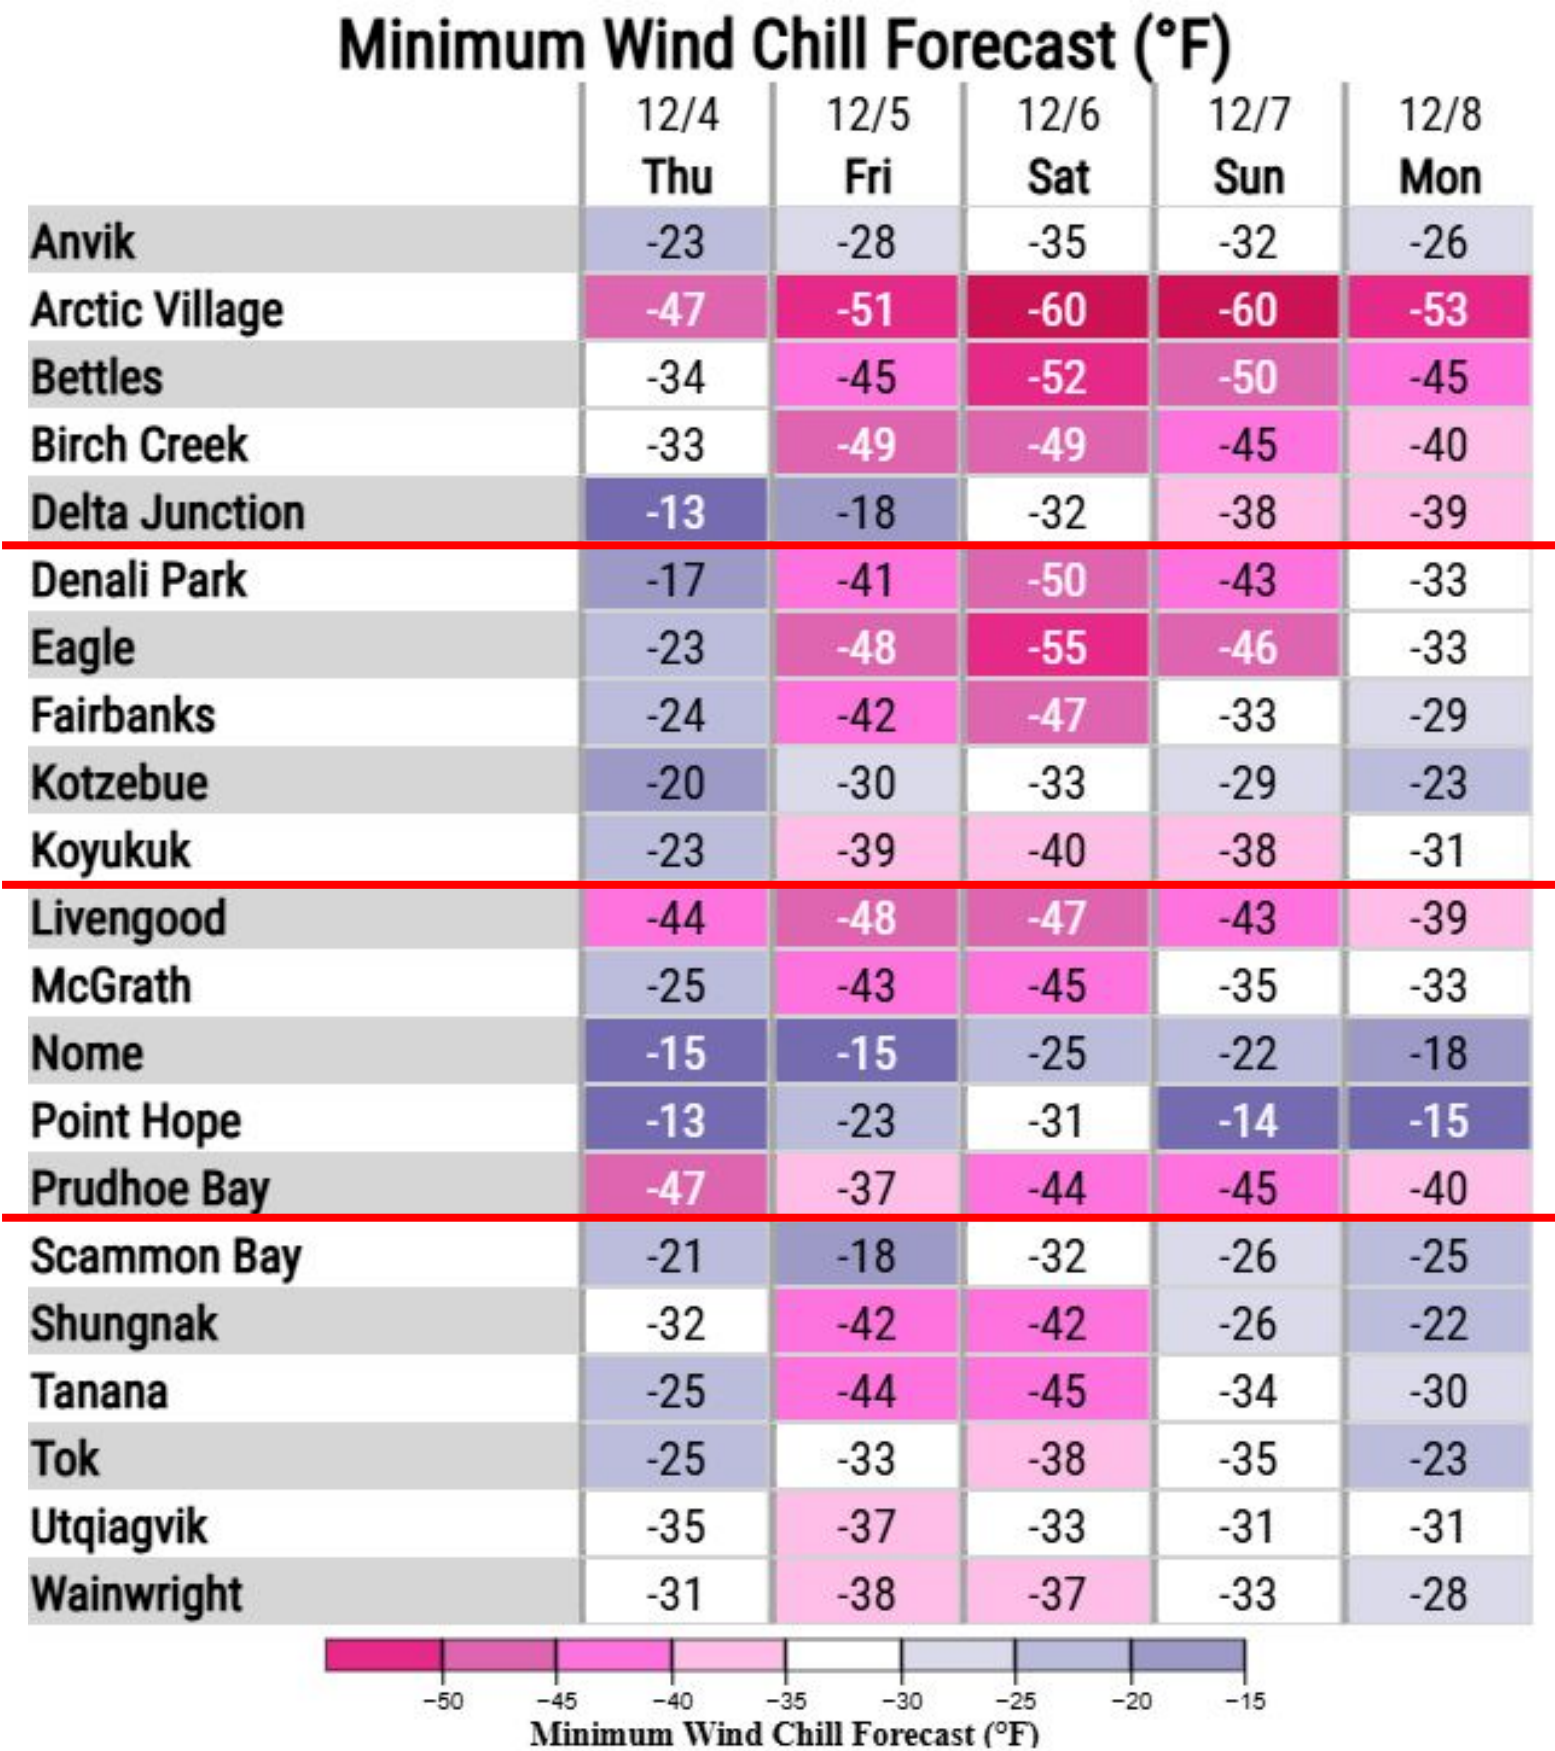 Minimum Wind Chill Forecast (°F)
12/4 12/5 12/6 12/7 12/8
Thu Fri Sat Sun Mon
Anvik -23 -28 -35 -32 -26
Arctic Village -47 -51 -60 -60 -53
Bettles -34 -45 -52 -50 -45
Birch Creek -33 -49 -49 -45 -40
Delta Junction -13 -18 -32 -38 -39
Denali Park -17 -41 -50 -43 -33
Eagle -23 -48 -55 -46 -33
Fairbanks -24 -42 -47 -33 -29
Kotzebue -20 -30 -33 -29 -23
Koyukuk -23 -39 -40 -38 -31
Livengood -44 -48 -47 -43 -39
McGrath -25 -43 -45 -35 -33
Nome -15 -15 -25 -22 -18
Point Hope -13 -23 -31 -14 -15
Prudhoe Bay -47 -37 -44 -45 -40
Scammon Bay -21 -18 -32 -26 -25
Shungnak -32 -42 -42 -26 -22
Tanana -25 -44 -45 -34 -30
Tok -25 -33 -38 -35 -23
Utqiagvik -35 -37 -33 -31 -31
Wainwright -31 -38 -37 -33 -28
−50 −45 −40 −35 −30 −25 −20 −15
Minimum Wind Chill Forecast (°F)